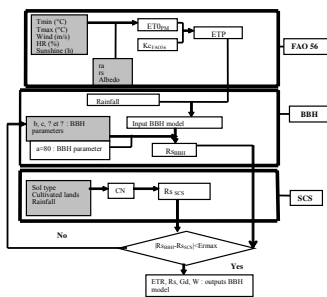 Tmin (°C)
Tmax (°C)
Wind (m/s)
HR (%)
Sunshine (h)
ET0PM
KcFAO56
ETP
FAO 56
ra
rs
Albedo
Rainfall
BBH
b, c, ? et ? : BBH
parameters
Input BBH model
a=80 : BBH parameter
RsBBH
Sol type
Cultivated lands
Rainfall
CN
Rs SCS
SCS
No
|RsBBH-RsSCS|<Ermax
Yes
ETR, Rs, Gd, W : outputs BBH
model